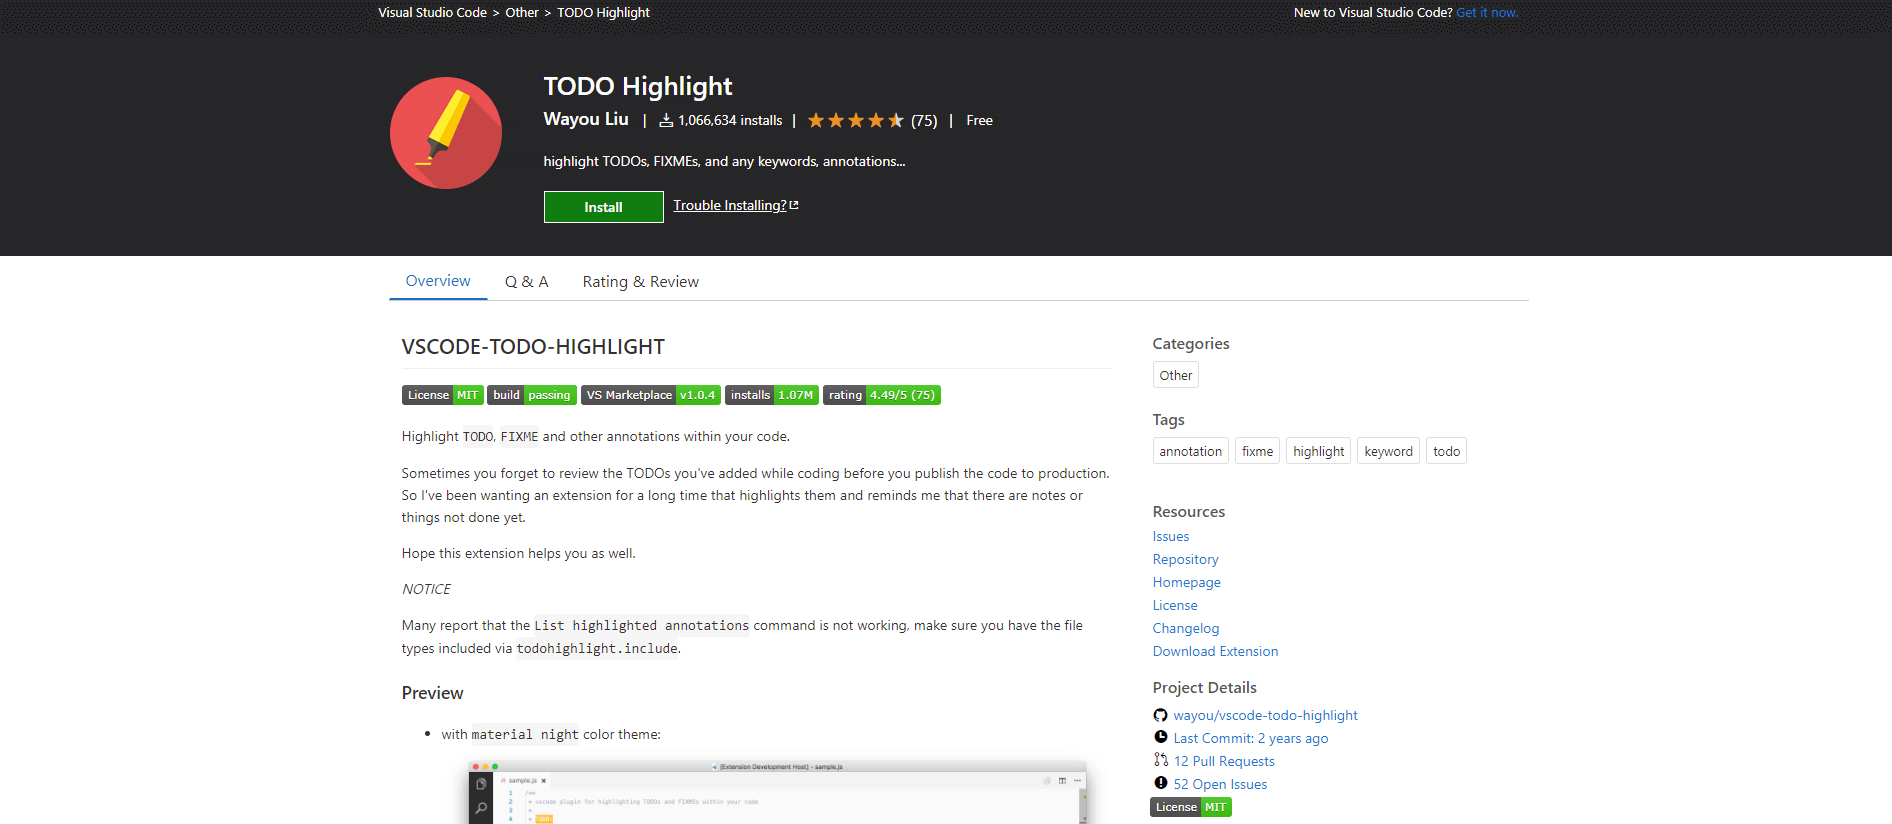 Visual Studio Code > Other > TODO Highlight
New to Visual Studio Code? Get it now.
TODO Highlight
Wayou Liu | 1,066,634 installs | (75) | Free
highlight TODOs, FIXMEs, and any keywords, annotations...
Install Trouble Installing?
Overview Q & A Rating & Review
VSCODE-TODO-HIGHLIGHT
License MIT build passing VS Marketplace v1.0.4 installs 1.07M rating 4.49/5 (75)
Highlight TODO, FIXME and other annotations within your code.
Sometimes you forget to review the TODOs you've added while coding before you publish the code to production.
So I've been wanting an extension for a long time that highlights them and reminds me that there are notes or
things not done yet.
Hope this extension helps you as well.
NOTICE
Many report that the List highlighted annotations command is not working, make sure you have the file
types included via todohighlight.include.
Preview
• with material night color theme:
[Extension Development Host] - sample.js
sample.js
1 /**
2 * vscode plugin for highlighting TODOs and FIXMEs within your code
3 *
4 * TODO:
Categories
Other
Tags
annotation fixme highlight keyword todo
Resources
Issues
Repository
Homepage
License
Changelog
Download Extension
Project Details
wayou/vscode-todo-highlight
Last Commit: 2 years ago
12 Pull Requests
52 Open Issues
License MIT